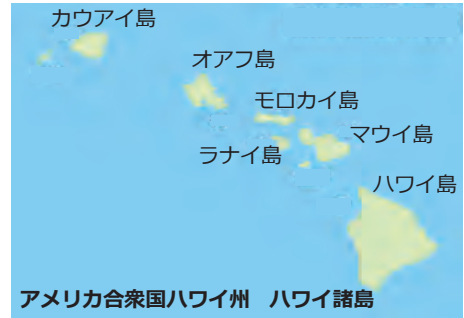 カウアイ島
オアフ島
モロカイ島
マウイ島
ラナイ島
ハワイ島
アメリカ合衆国ハワイ州　ハワイ諸島